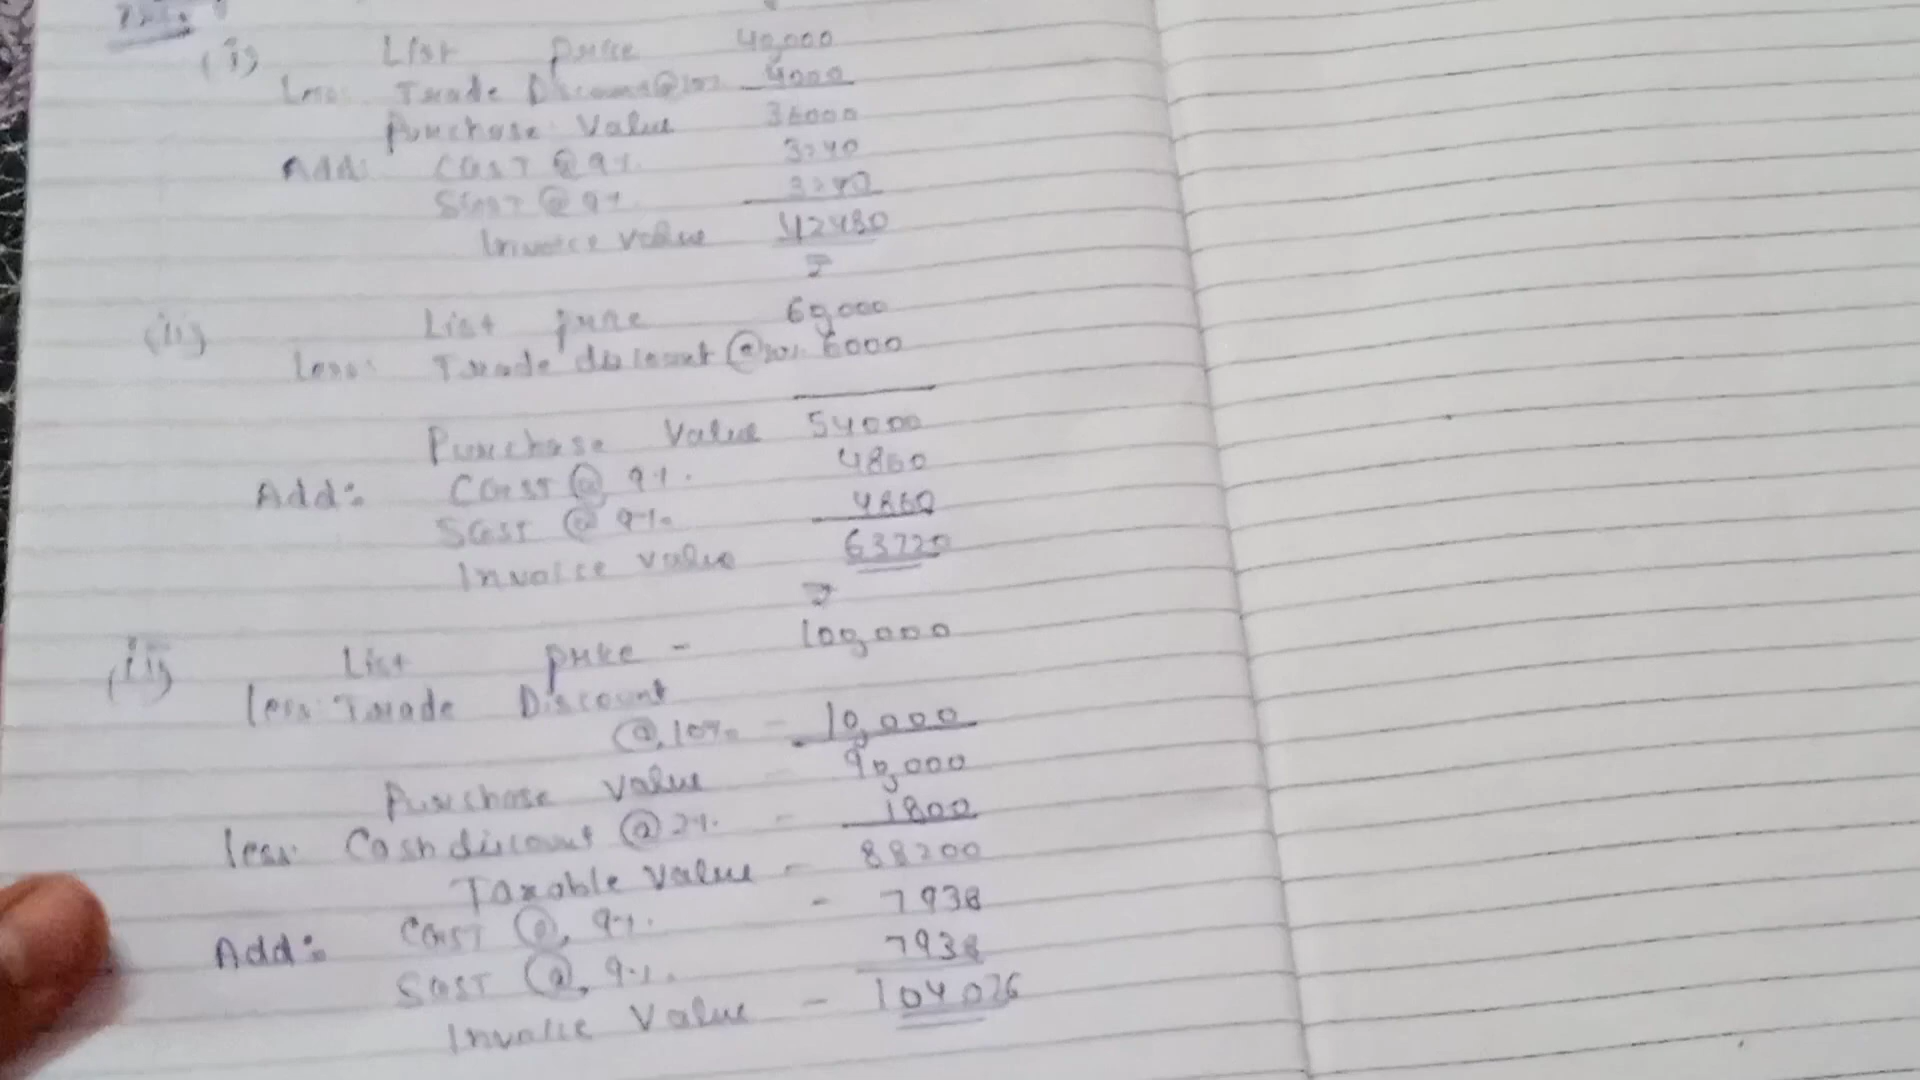 (i) List price 40,000
Less: Trade Discount @10% 4000
Purchase Value 36000
Add: CGST @ 9%. 3240
SGST @ 9% 3240
Invoice value 42480
₹
(ii) List price 60,000
Less: Trade discount @10%. 6000
Purchase Value 54000
Add: CGST @ 9%. 4860
SGST @ 9%. 4860
Invoice value 63720
₹
(iii) List price - 100,000
less: Trade Discount
@ 10% - 10,000
Purchase value - 90,000
less: Cash discount @ 2%. - 1800
Taxable Value - 88200
Add: CGST @ 9%. - 7938
SGST @ 9%. 7938
Invoice Value - 104076